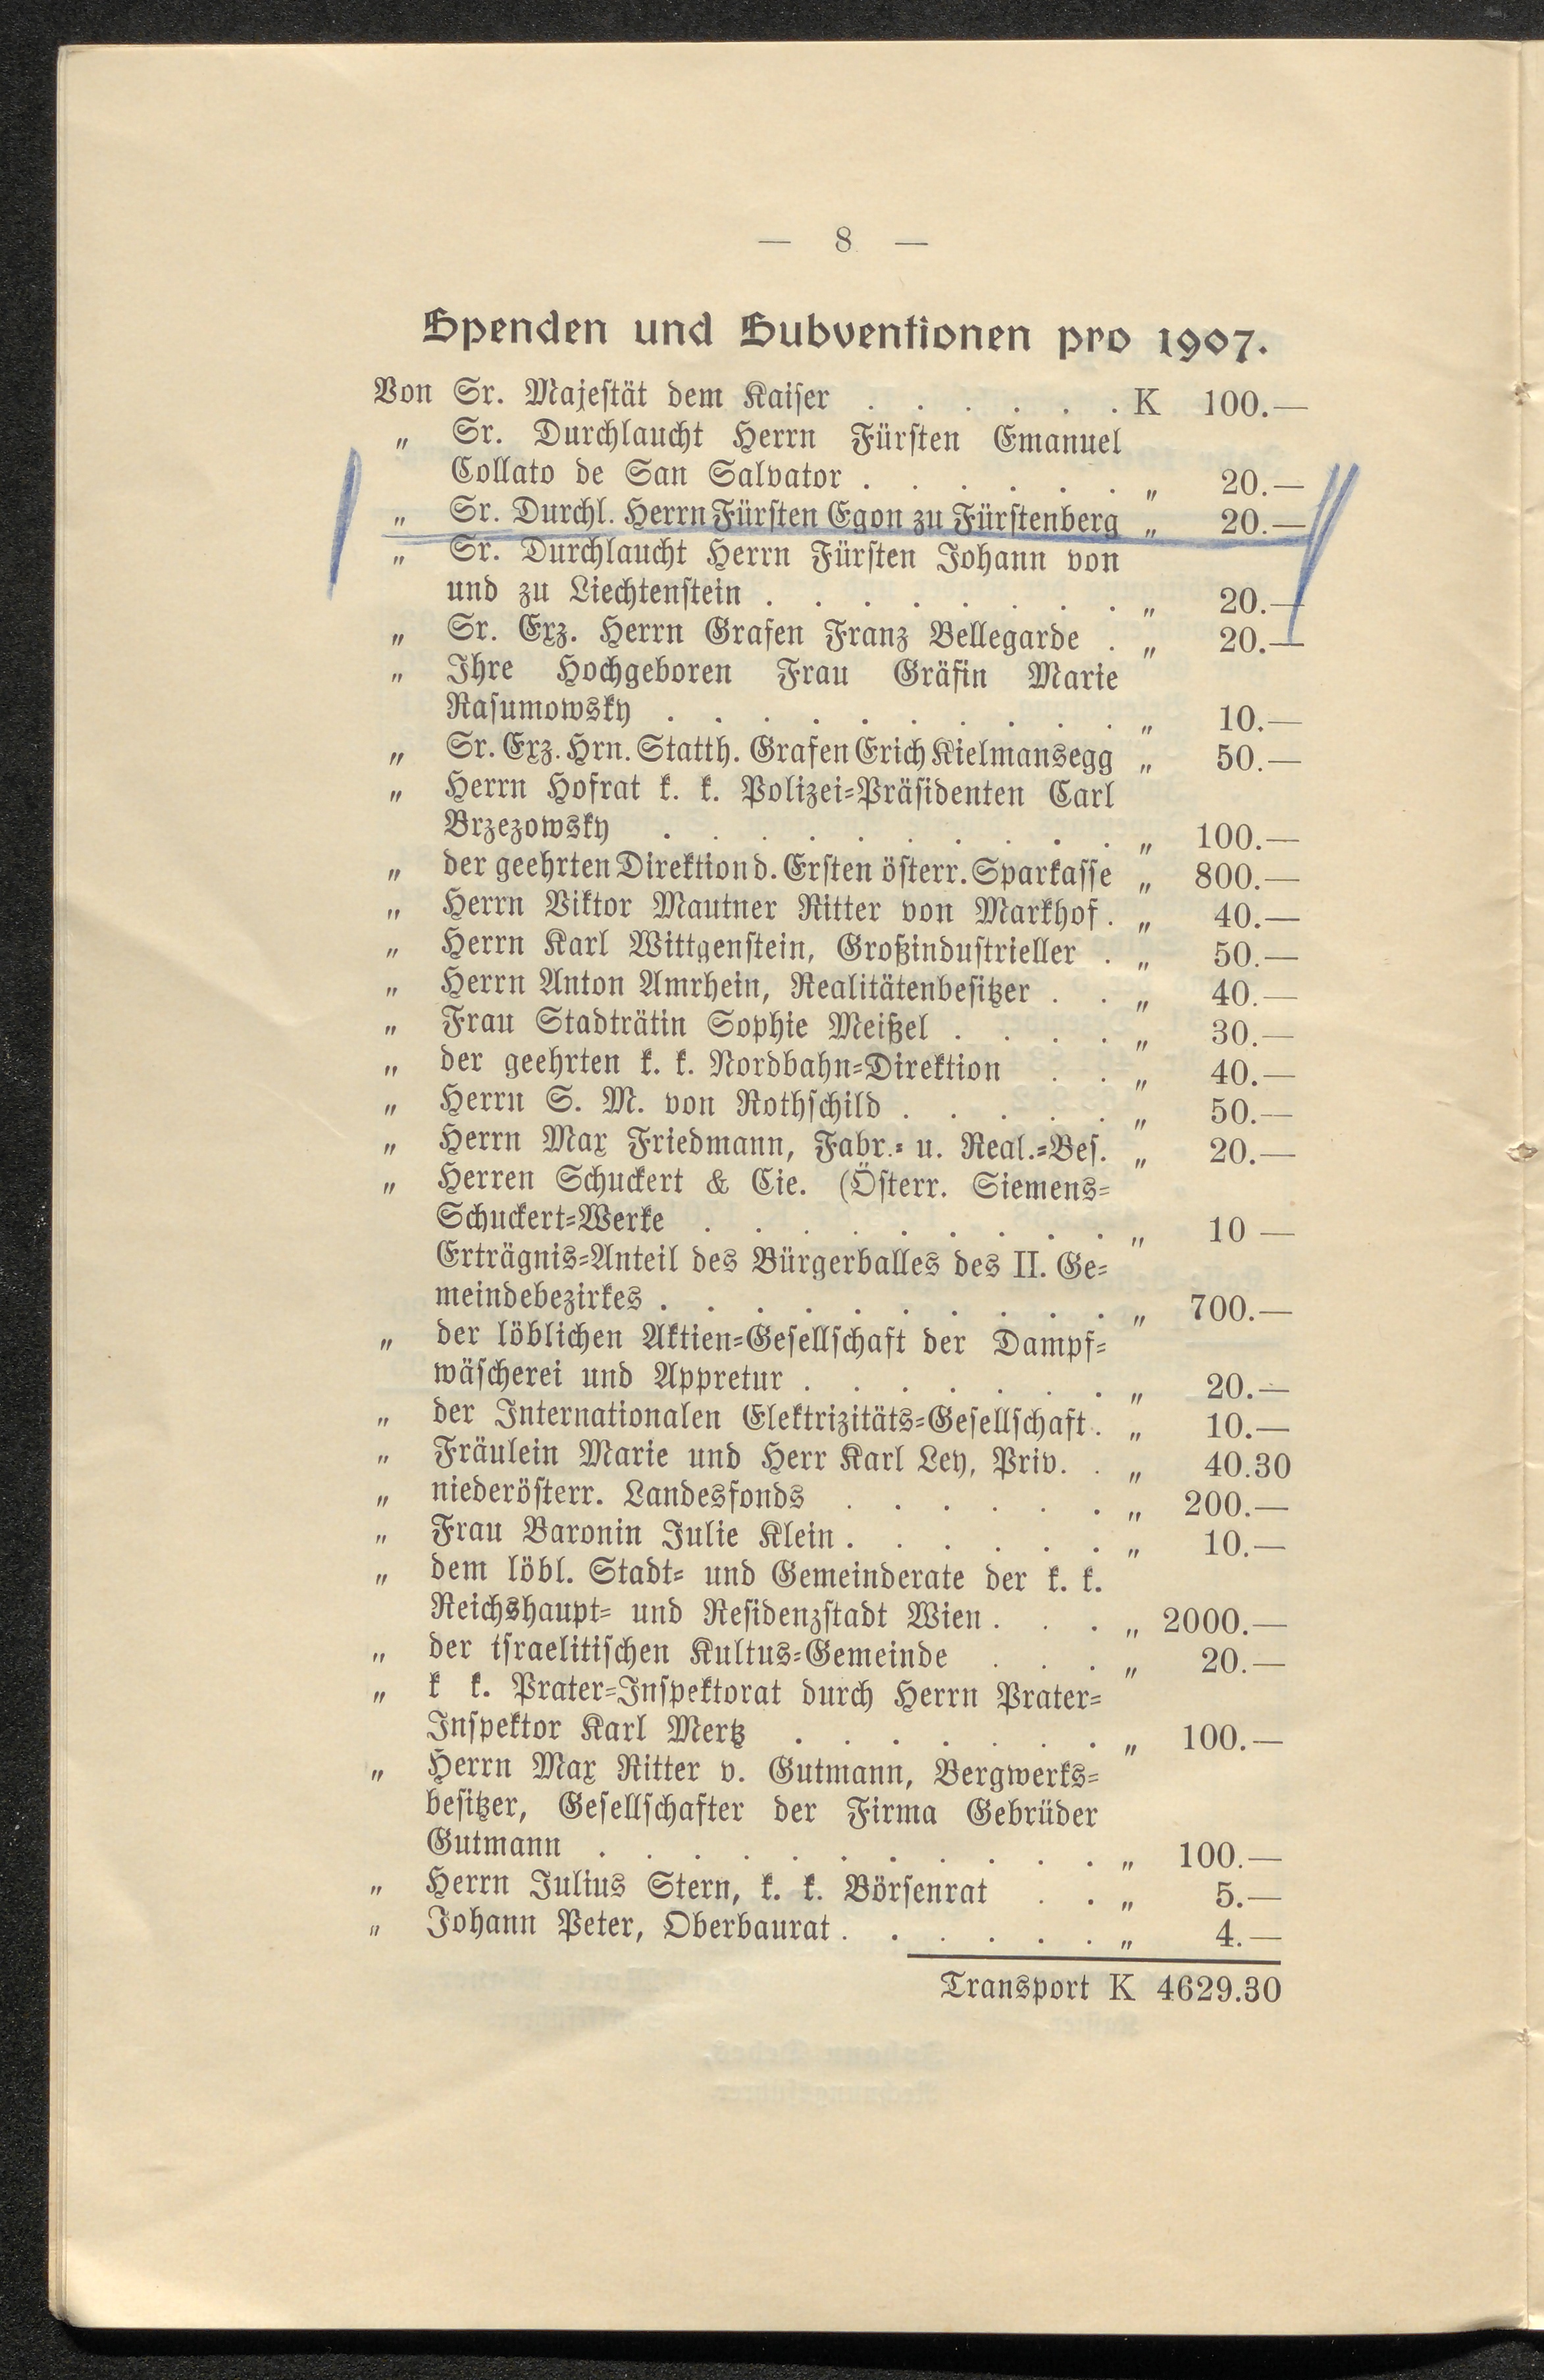 — 8 —
Spenden und Subventionen pro 1907.
Von Sr. Majestät dem Kaiser . . . . . . K 100.—
„ Sr. Durchlaucht Herrn Fürsten Emanuel
Collato de San Salvator . . . . . . „ 20.—
„ Sr. Durchl. Herrn Fürsten Egon zu Fürstenberg „ 20.—
„ Sr. Durchlaucht Herrn Fürsten Johann von
und zu Liechtenstein . . . . . . . . „ 20.—
„ Sr. Exz. Herrn Grafen Franz Bellegarde . „ 20.—
„ Ihre Hochgeboren Frau Gräfin Marie
Rasumowsky . . . . . . . . . . „ 10.—
„ Sr. Exz. Hrn. Statth. Grafen Erich Kielmansegg „ 50.—
„ Herrn Hofrat k. k. Polizei-Präsidenten Carl
Brzezowsky . . . . . . . . . . „ 100.—
„ der geehrten Direktion d. Ersten österr. Sparkasse „ 800.—
„ Herrn Viktor Mautner Ritter von Markhof . „ 40.—
„ Herrn Karl Wittgenstein, Großindustrieller . „ 50.—
„ Herrn Anton Amrhein, Realitätenbesitzer . . „ 40.—
„ Frau Stadträtin Sophie Meißel . . . . „ 30.—
„ der geehrten k. k. Nordbahn-Direktion . . „ 40.—
„ Herrn S. M. von Rothschild . . . . . „ 50.—
„ Herrn Max Friedmann, Fabr.- u. Real.-Bes. „ 20.—
„ Herren Schuckert & Cie. (Österr. Siemens-
Schuckert-Werke . . . . . . . . . „ 10 —
Erträgnis-Anteil des Bürgerballes des II. Ge-
meindebezirkes . . . . . . . . . . „ 700.—
„ der löblichen Aktien-Gesellschaft der Dampf-
wäscherei und Appretur . . . . . . . „ 20.—
„ der Internationalen Elektrizitäts-Gesellschaft . „ 10.—
„ Fräulein Marie und Herr Karl Ley, Priv. . „ 40.30
„ niederösterr. Landesfonds . . . . . . „ 200.—
„ Frau Baronin Julie Klein . . . . . . „ 10.—
„ dem löbl. Stadt- und Gemeinderate der k. k.
Reichshaupt- und Residenzstadt Wien . . . „ 2000.—
„ der israelitischen Kultus-Gemeinde . . . „ 20.—
„ k k. Prater-Inspektorat durch Herrn Prater-
Inspektor Karl Mertz . . . . . . . „ 100.—
„ Herrn Max Ritter v. Gutmann, Bergwerks-
besitzer, Gesellschafter der Firma Gebrüder
Gutmann . . . . . . . . . . . „ 100.—
„ Herrn Julius Stern, k. k. Börsenrat . . „ 5.—
„ Johann Peter, Oberbaurat . . . . . . „ 4.—
Transport K 4629.30